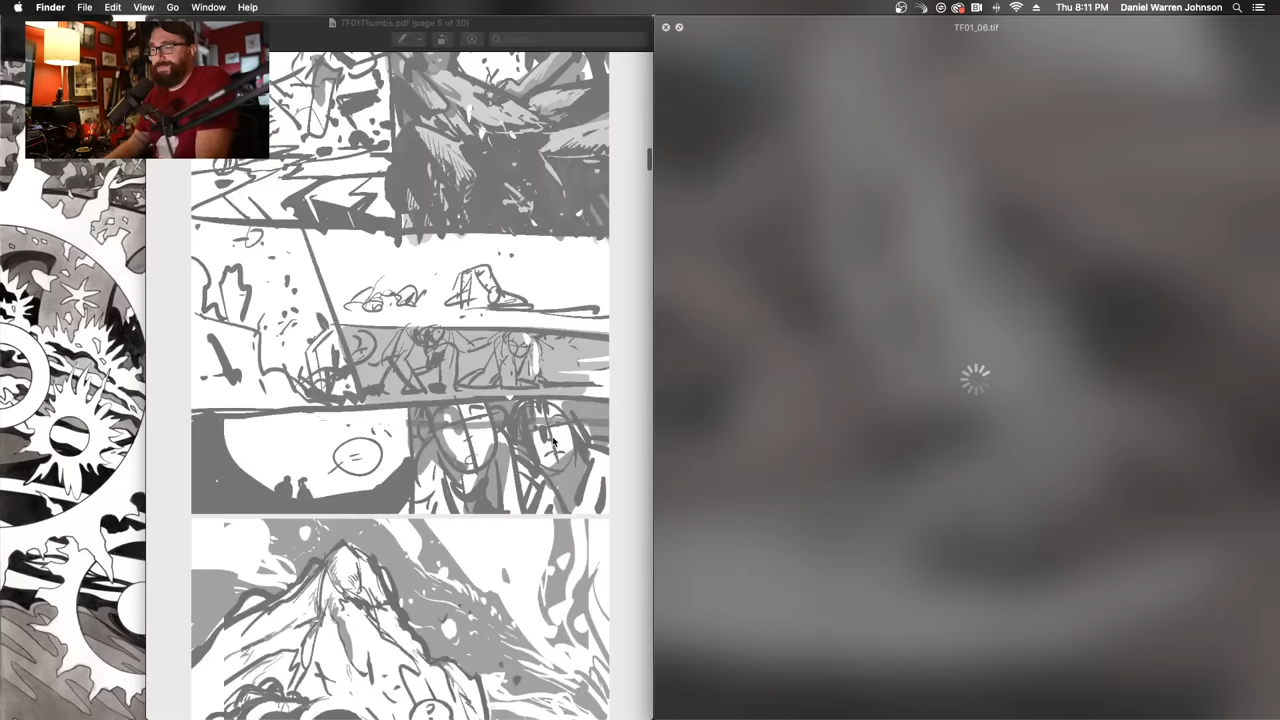 Finder File Edit View Go Window Help
Thu 8:11 PM Daniel Warren Johnson
TF01Thumbs.pdf (page 5 of 30)
TF01_06.tif
?